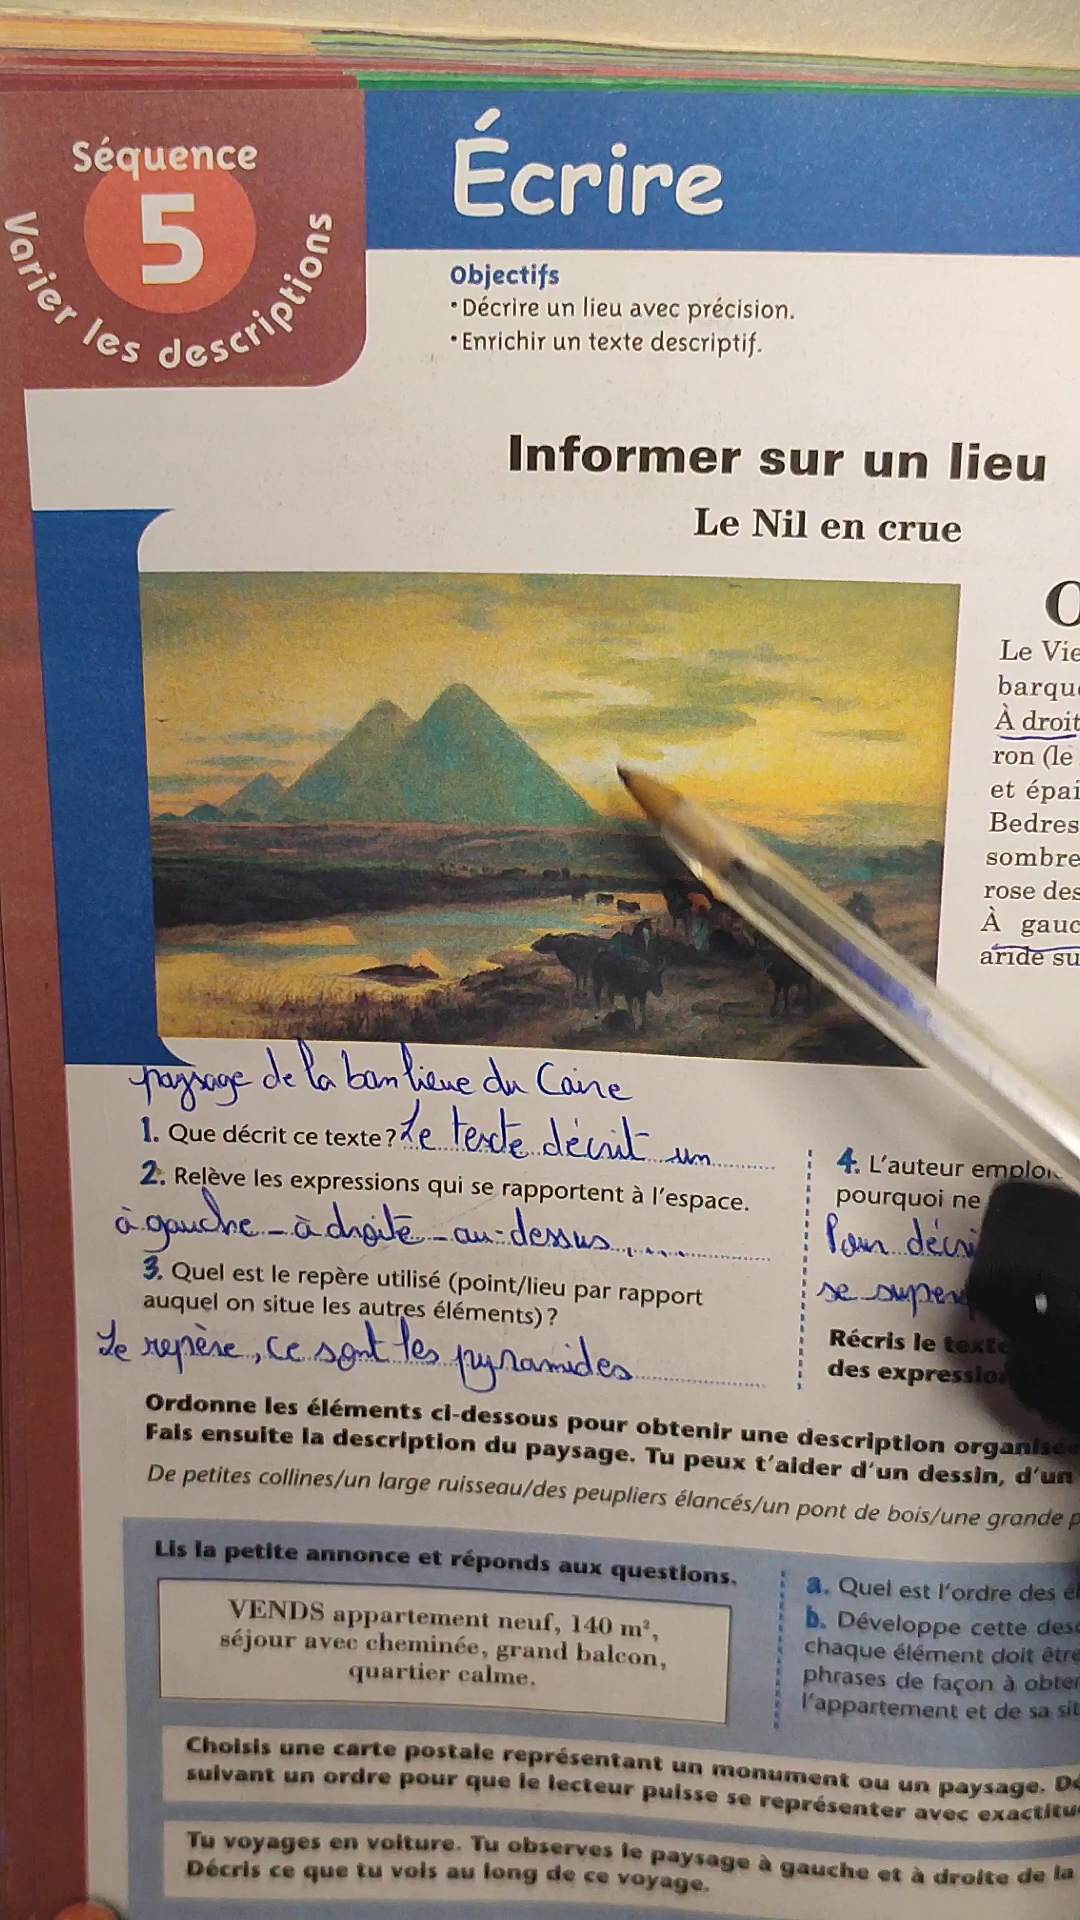 Séquence
5
Varier les descriptions
Écrire
Objectifs
• Décrire un lieu avec précision.
• Enrichir un texte descriptif.
Informer sur un lieu
Le Nil en crue
O
Le Vie
barqu
À droit
ron (le
et épai
Bedres
sombre
rose des
À gauc
aride su
paysage de la banlieue du Caire
1. Que décrit ce texte ? Le texte décrit un
2. Relève les expressions qui se rapportent à l'espace.
à gauche - à droite - au-dessus, ...
3. Quel est le repère utilisé (point/lieu par rapport
auquel on situe les autres éléments) ?
Le repère, ce sont les pyramides
4. L'auteur emploi
pourquoi ne
Pour décri
se superp
Récris le texte
des expression
Ordonne les éléments ci-dessous pour obtenir une description organisée
Fais ensuite la description du paysage. Tu peux t'aider d'un dessin, d'un
De petites collines/un large ruisseau/des peupliers élancés/un pont de bois/une grande p
Lis la petite annonce et réponds aux questions.
VENDS appartement neuf, 140 m²,
séjour avec cheminée, grand balcon,
quartier calme.
a. Quel est l'ordre des él
b. Développe cette desc
chaque élément doit être
phrases de façon à obter
l'appartement et de sa sit
Choisis une carte postale représentant un monument ou un paysage. Dé
suivant un ordre pour que le lecteur puisse se représenter avec exactitu
Tu voyages en voiture. Tu observes le paysage à gauche et à droite de la
Décris ce que tu vois au long de ce voyage.